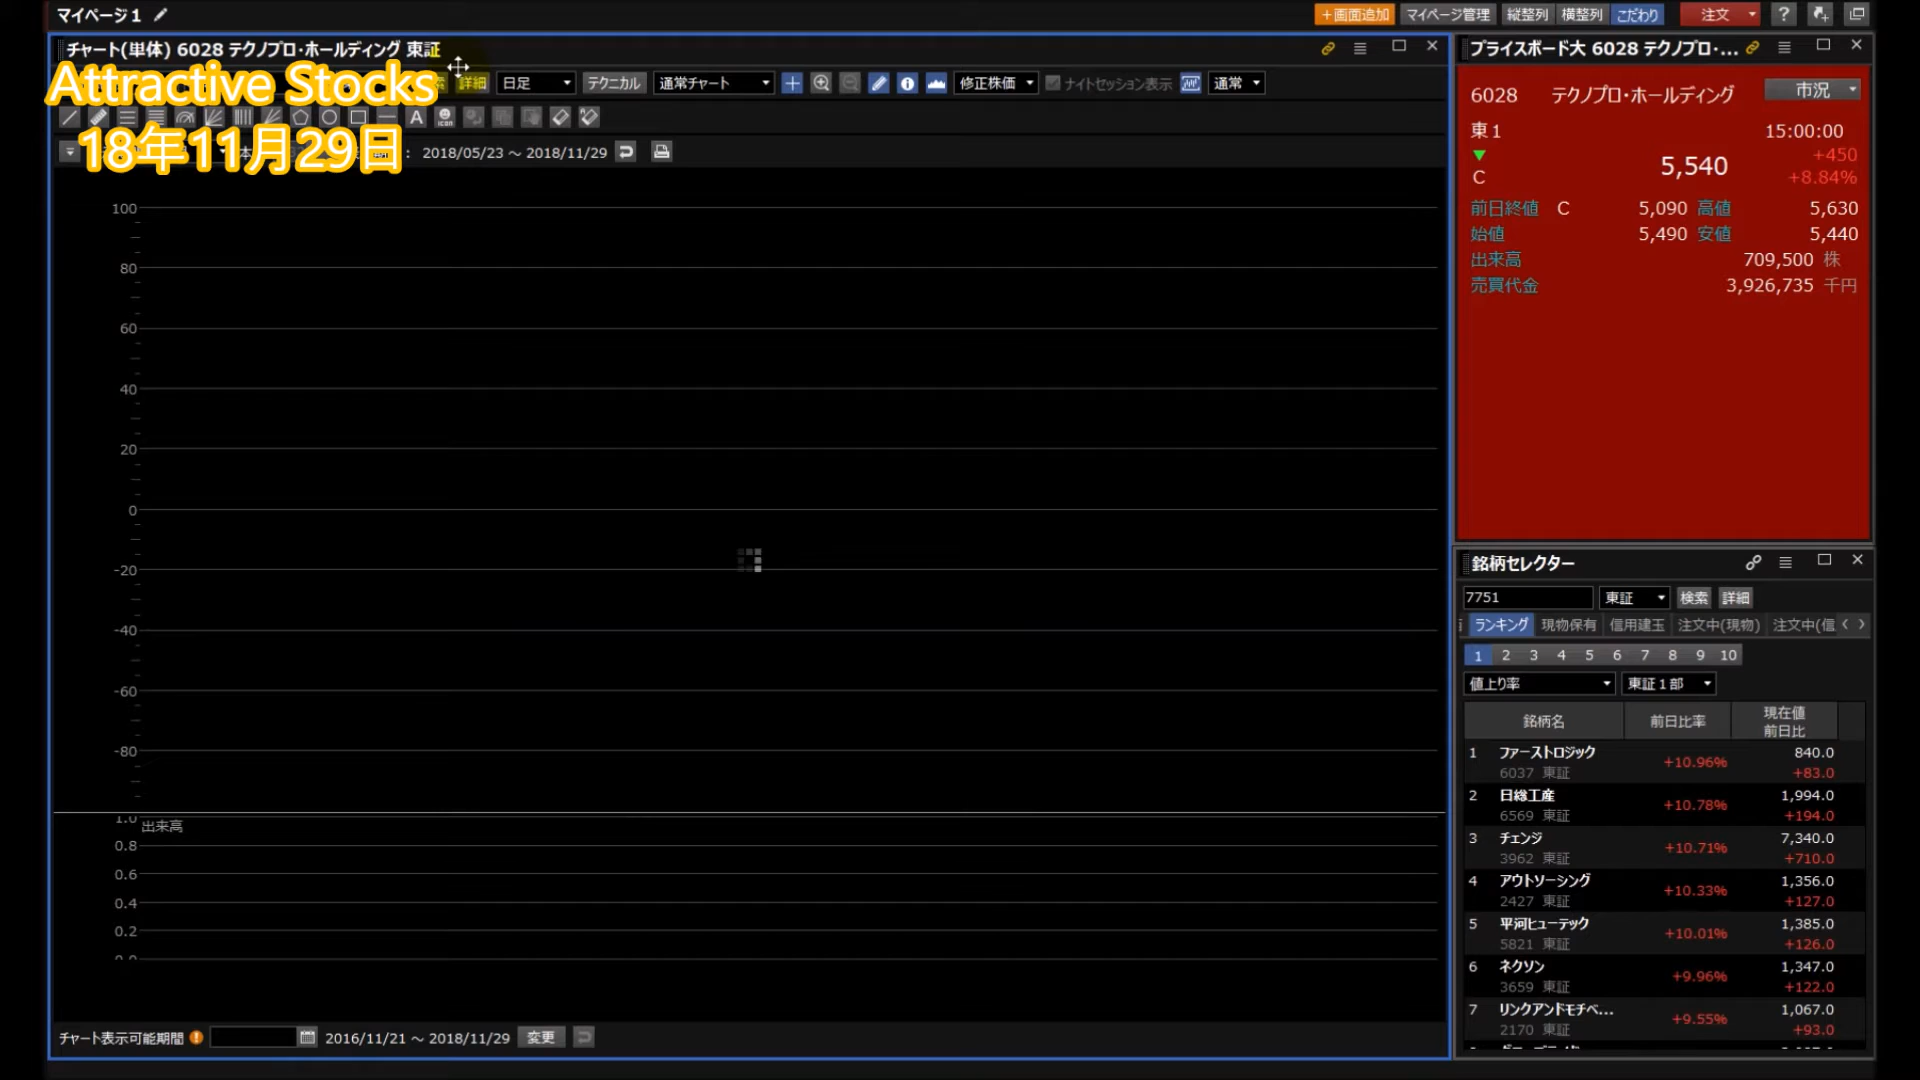 マイページ1
+画面追加 マイページ管理 縦整列 横整列 こだわり 注文 ?
チャート(単体) 6028 テクノプロ・ホールディング 東証
Attractive Stocks
詳細 日足 テクニカル 通常チャート 修正株価 ナイトセッション表示 通常
A ICON
18年11月29日
本 : 2018/05/23 ～ 2018/11/29
100
80
60
40
20
0
-20
-40
-60
-80
1.0 出来高
0.8
0.6
0.4
0.2
0.0
チャート表示可能期間 2016/11/21 ～ 2018/11/29 変更
プライスボード大 6028 テクノプロ・...
6028 テクノプロ・ホールディング 市況
東1 15:00:00
▼ 5,540 +450
C +8.84%
前日終値 C 5,090 高値 5,630
始値 5,490 安値 5,440
出来高 709,500 株
売買代金 3,926,735 千円
銘柄セレクター
7751 東証 検索 詳細
ランキング 現物保有 信用建玉 注文中(現物) 注文中(信
1 2 3 4 5 6 7 8 9 10
値上り率 東証1部
銘柄名 前日比率 現在値 前日比
1 ファーストロジック +10.96% 840.0
6037 東証 +83.0
2 日総工産 +10.78% 1,994.0
6569 東証 +194.0
3 チェンジ +10.71% 7,340.0
3962 東証 +710.0
4 アウトソーシング +10.33% 1,356.0
2427 東証 +127.0
5 平河ヒューテック +10.01% 1,385.0
5821 東証 +126.0
6 ネクソン +9.96% 1,347.0
3659 東証 +122.0
7 リンクアンドモチベ... +9.55% 1,067.0
2170 東証 +93.0